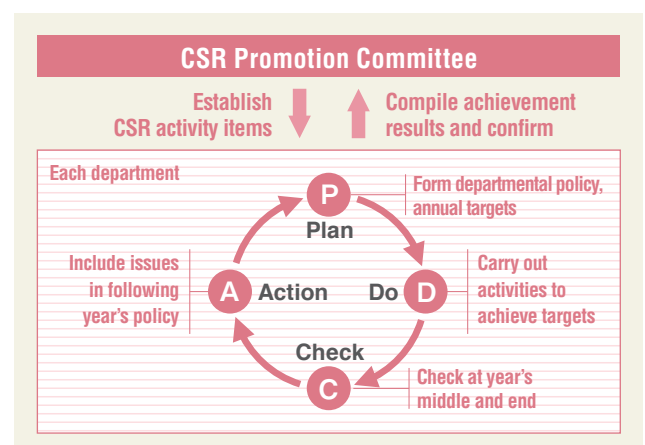 CSR Promotion Committee
Establish
CSR activity items
Compile achievement
results and confirm
Each department
P
Plan
Form departmental policy,
annual targets
Include issues
in following
year's policy
A
Action
Do
D
Carry out
activities to
achieve targets
Check
C
Check at year's
middle and end